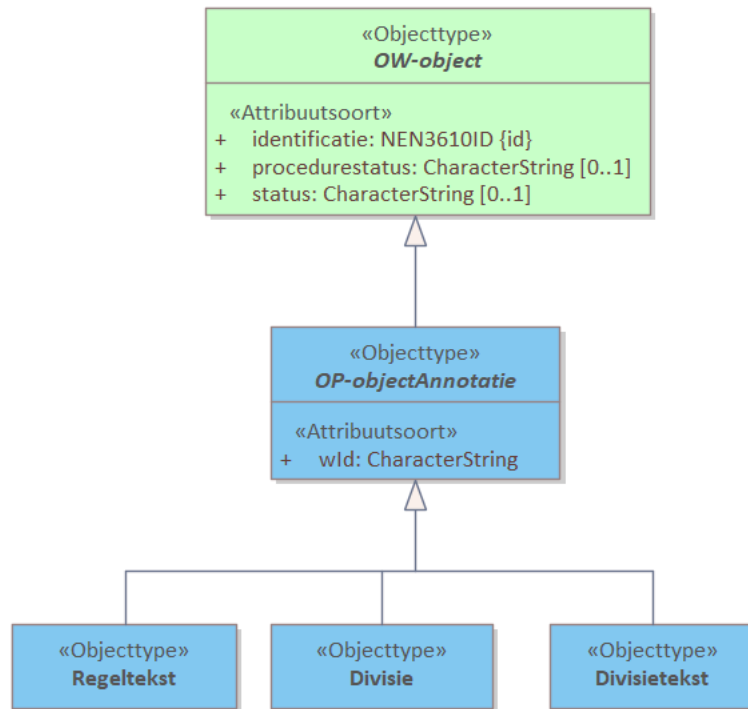 «Objecttype»
OW-object
«Attribuutsoort»
+ identificatie: NEN3610ID {id}
+ procedurestatus: CharacterString [0..1]
+ status: CharacterString [0..1]
«Objecttype»
OP-objectAnnotatie
«Attribuutsoort»
+ wId: CharacterString
«Objecttype»
Regeltekst
«Objecttype»
Divisie
«Objecttype»
Divisietekst